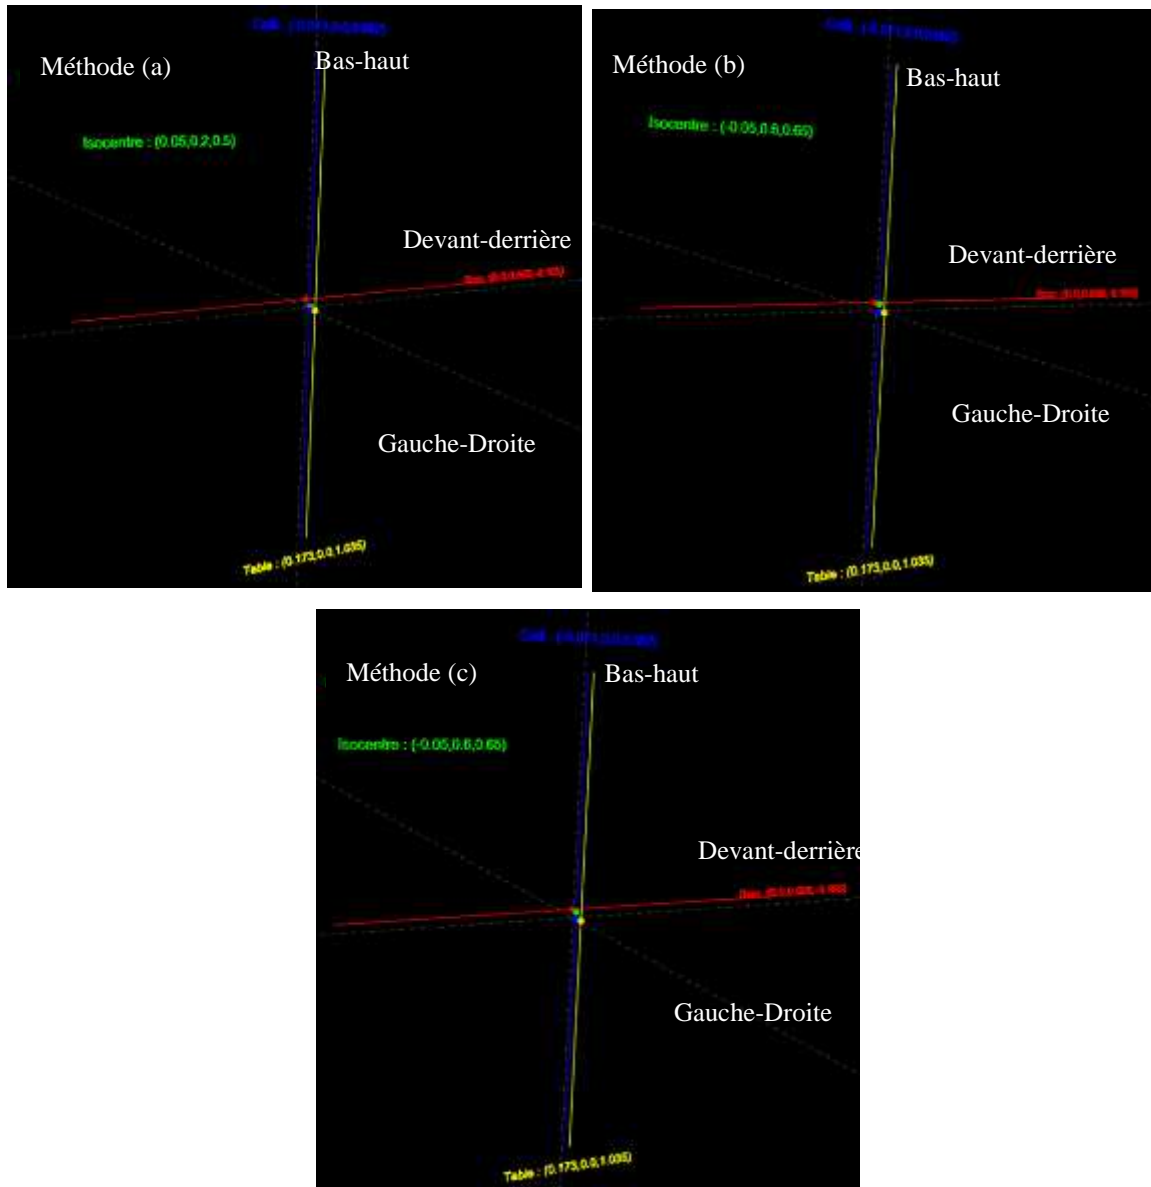 Méthode (a)
Bas-haut
Isocentre : (0.05,0.2,0.5)
Devant-derrière
Gauche-Droite
Table : (0.173,0.0,1.035)
Méthode (b)
Bas-haut
Isocentre : (-0.05,0.6,0.65)
Devant-derrière
Gauche-Droite
Table : (0.173,0.0,1.035)
Méthode (c)
Bas-haut
Isocentre : (-0.05,0.6,0.65)
Devant-derrière
Gauche-Droite
Table : (0.173,0.0,1.035)